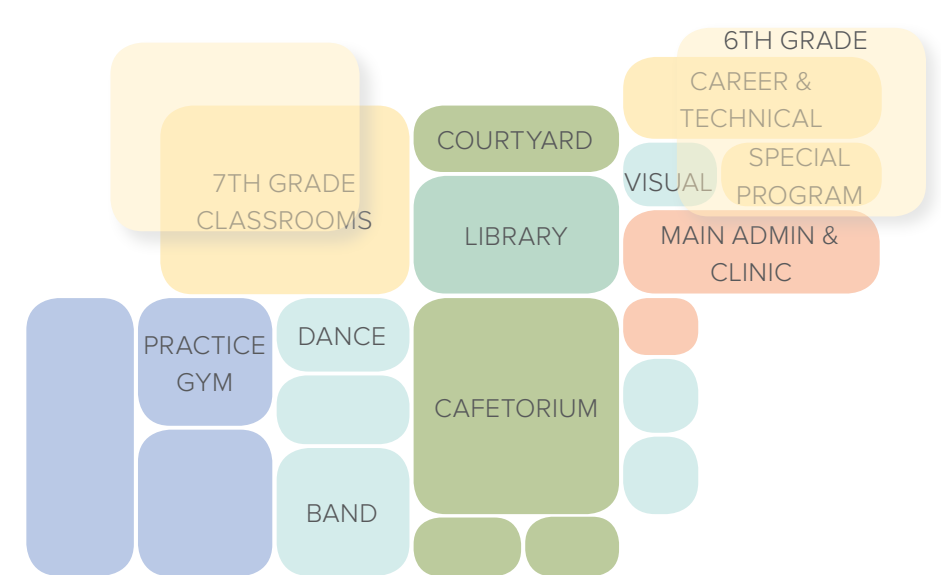 6TH GRADE
CAREER &
TECHNICAL
COURTYARD
SPECIAL
PROGRAM
VISUAL
7TH GRADE
CLASSROOMS
LIBRARY
MAIN ADMIN &
CLINIC
PRACTICE
GYM
DANCE
CAFETORIUM
BAND